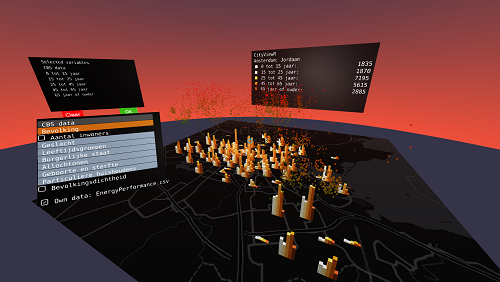 Selected variables
CBS data
0 tot 15 jaar
15 tot 25 jaar
25 tot 45 jaar
45 tot 65 jaar
65 jaar of ouder
Clear
OK
CBS data
Bevolking
Aantal inwoners
Geslacht
Leeftijdsgroepen
Burgerlijke staat
Allochtonen
Geboorte en sterfte
Particuliere huishoudens
Bevolkingsdichtheid
Own data: EnergyPerformance.csv
CityViewR
Amsterdam: Jordaan
0 tot 15 jaar: 1835
15 tot 25 jaar: 1870
25 tot 45 jaar: 7195
45 tot 65 jaar: 5615
65 jaar of ouder: 2885